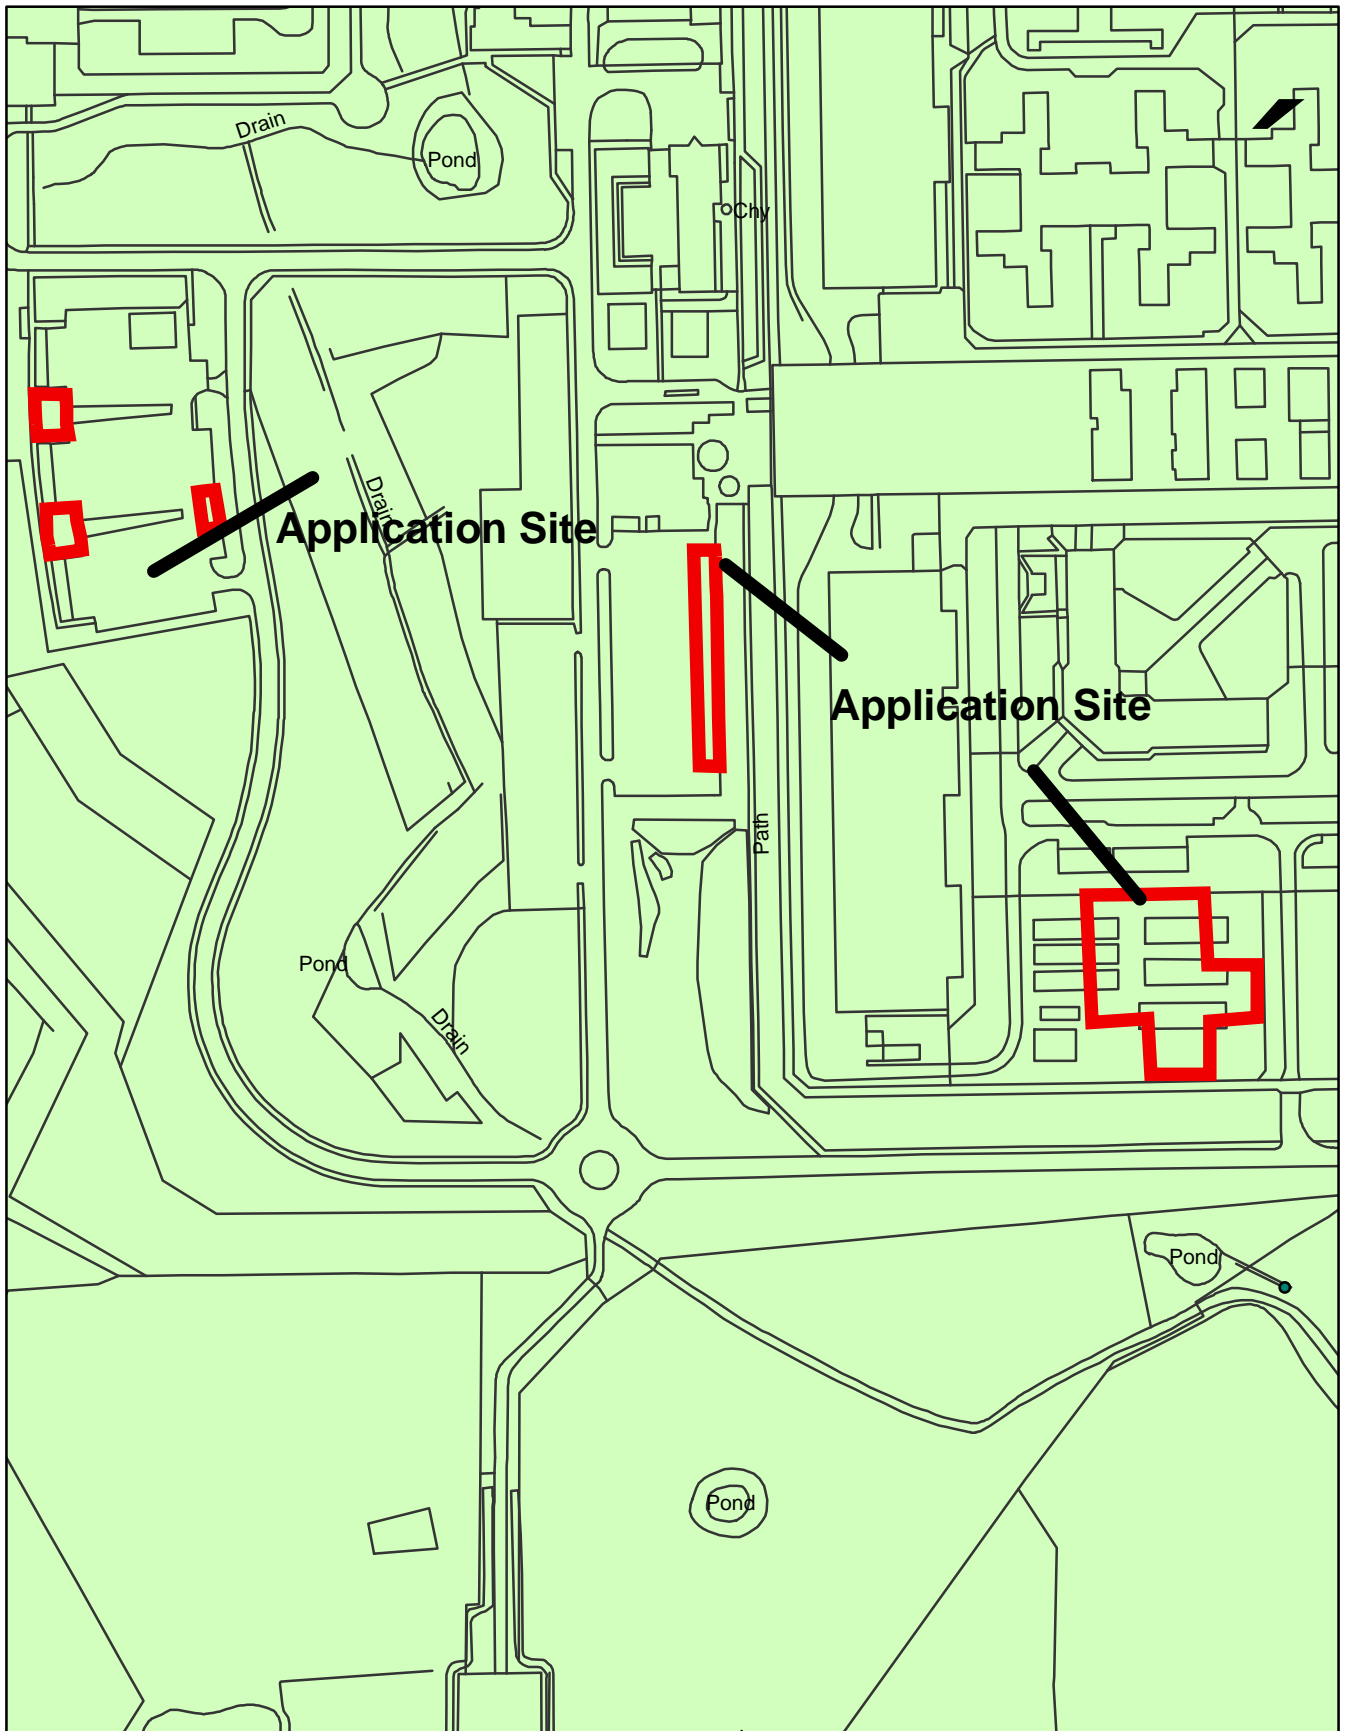 Drain
Pond
Chy
Drain
Application Site
Application Site
Path
Pond
Drain
Pond
Pond